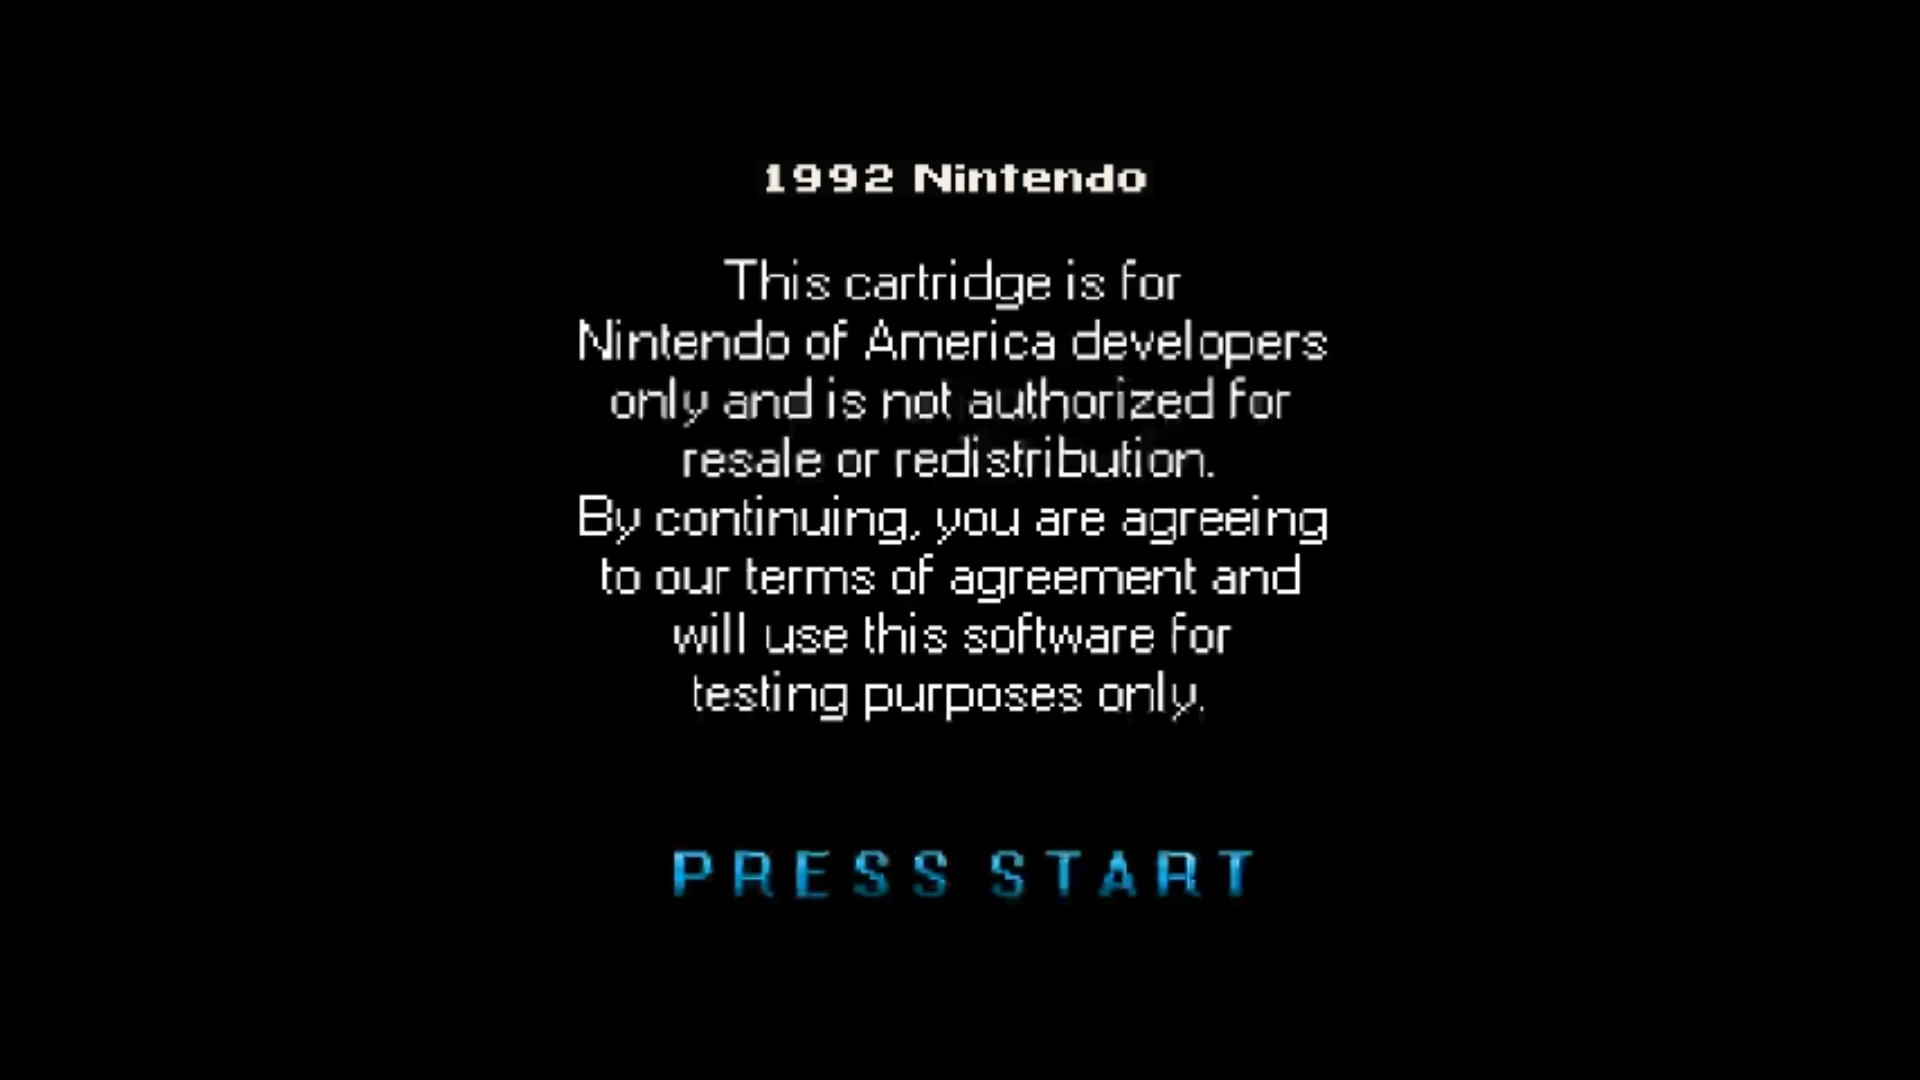 1992 Nintendo
This cartridge is for
Nintendo of America developers
only and is not authorized for
resale or redistribution.
By continuing, you are agreeing
to our terms of agreement and
will use this software for
testing purposes only.
PRESS START